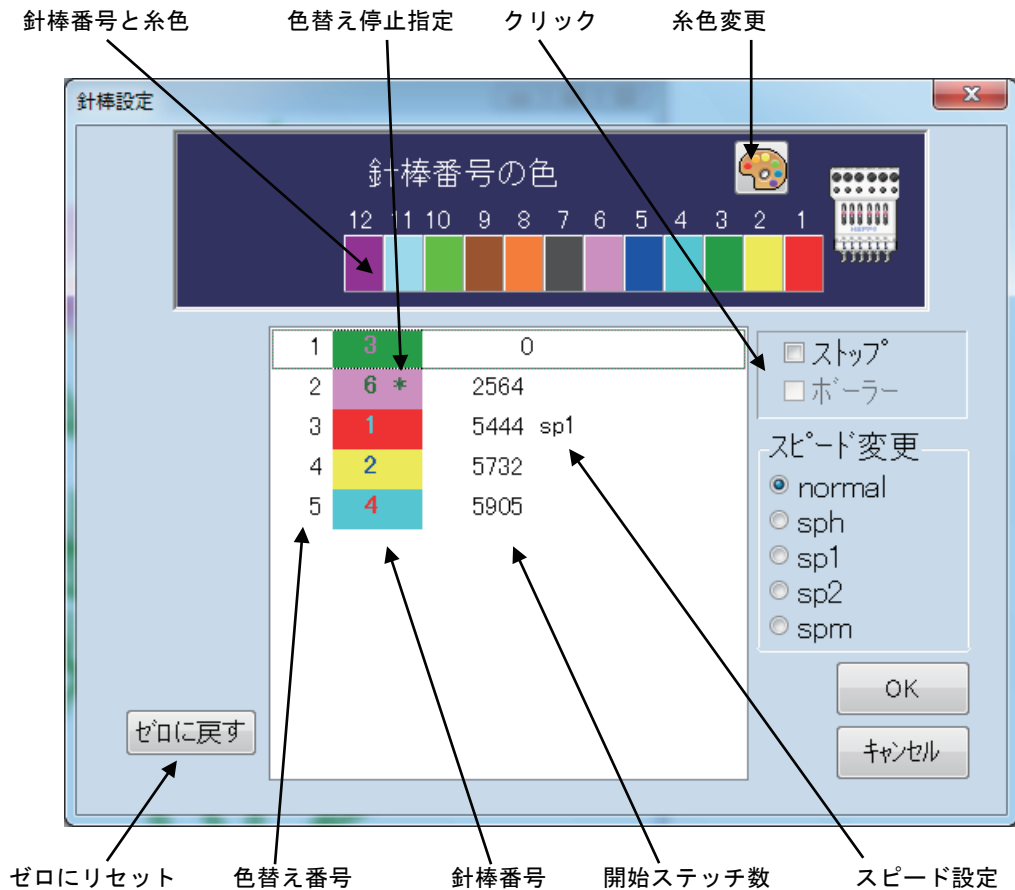 針棒番号と糸色 色替え停止指定 クリック 糸色変更
針棒設定
針棒番号の色
12 11 10 9 8 7 6 5 4 3 2 1
HAPPY
1 3 0
2 6 * 2564
3 1 5444 sp1
4 2 5732
5 4 5905
ストップ
ボーラー
スピード変更
normal
sph
sp1
sp2
spm
OK
キャンセル
ゼロに戻す
ゼロにリセット 色替え番号 針棒番号 開始ステッチ数 スピード設定